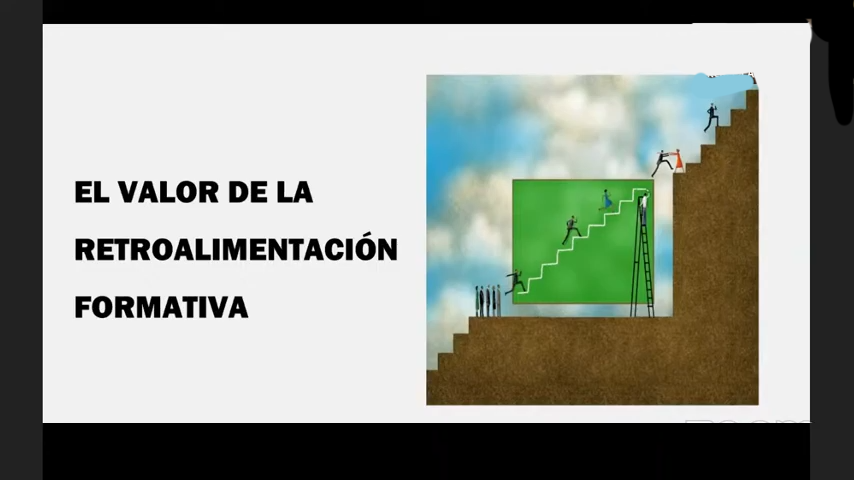 EL VALOR DE LA
RETROALIMENTACIÓN
FORMATIVA